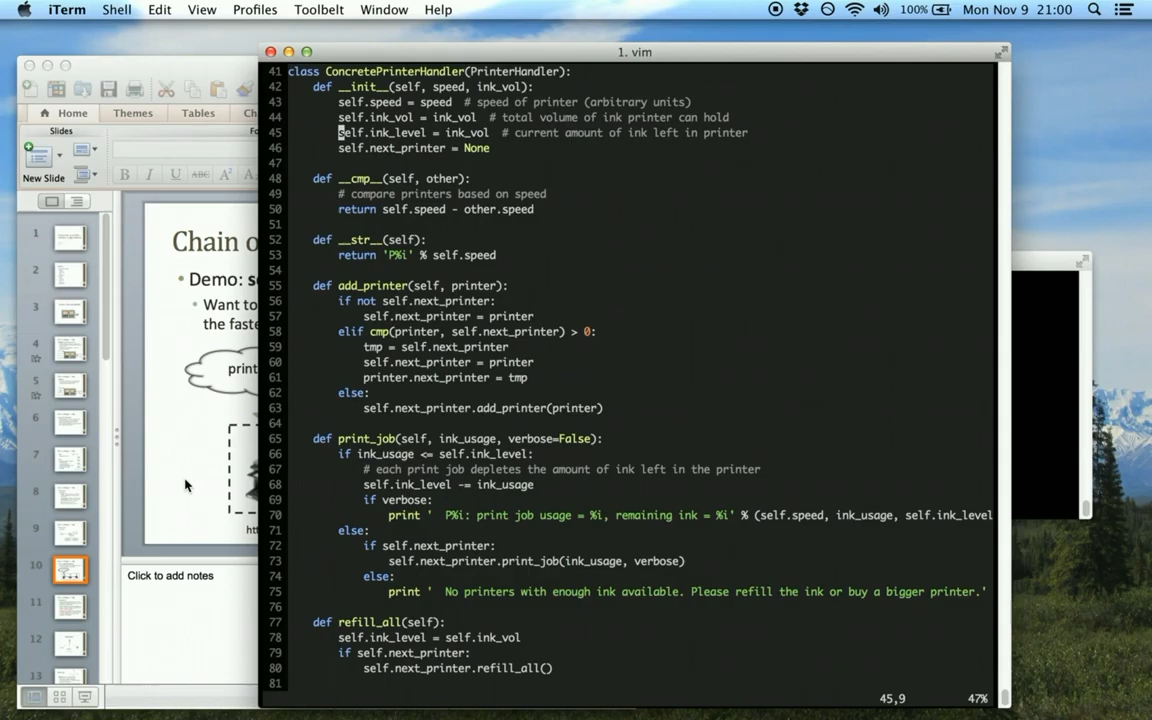 iTerm Shell Edit View Profiles Toolbelt Window Help 100% Mon Nov 9 21:00
1. vim
Home Themes Tables Ch
Slides
New Slide
B I U ABC A² A
1
2
3
4
5
6
7
8
9
10
11
12
13
Chain o
• Demo: s
• Want to
the faste
print
htt
Click to add notes
41 class ConcretePrinterHandler(PrinterHandler):
42 def __init__(self, speed, ink_vol):
43 self.speed = speed # speed of printer (arbitrary units)
44 self.ink_vol = ink_vol # total volume of ink printer can hold
45 self.ink_level = ink_vol # current amount of ink left in printer
46 self.next_printer = None
47
48 def __cmp__(self, other):
49 # compare printers based on speed
50 return self.speed - other.speed
51
52 def __str__(self):
53 return 'P%i' % self.speed
54
55 def add_printer(self, printer):
56 if not self.next_printer:
57 self.next_printer = printer
58 elif cmp(printer, self.next_printer) > 0:
59 tmp = self.next_printer
60 self.next_printer = printer
61 printer.next_printer = tmp
62 else:
63 self.next_printer.add_printer(printer)
64
65 def print_job(self, ink_usage, verbose=False):
66 if ink_usage <= self.ink_level:
67 # each print job depletes the amount of ink left in the printer
68 self.ink_level -= ink_usage
69 if verbose:
70 print '  P%i: print job usage = %i, remaining ink = %i' % (self.speed, ink_usage, self.ink_level
71 else:
72 if self.next_printer:
73 self.next_printer.print_job(ink_usage, verbose)
74 else:
75 print '  No printers with enough ink available. Please refill the ink or buy a bigger printer.'
76
77 def refill_all(self):
78 self.ink_level = self.ink_vol
79 if self.next_printer:
80 self.next_printer.refill_all()
81
45,9 47%